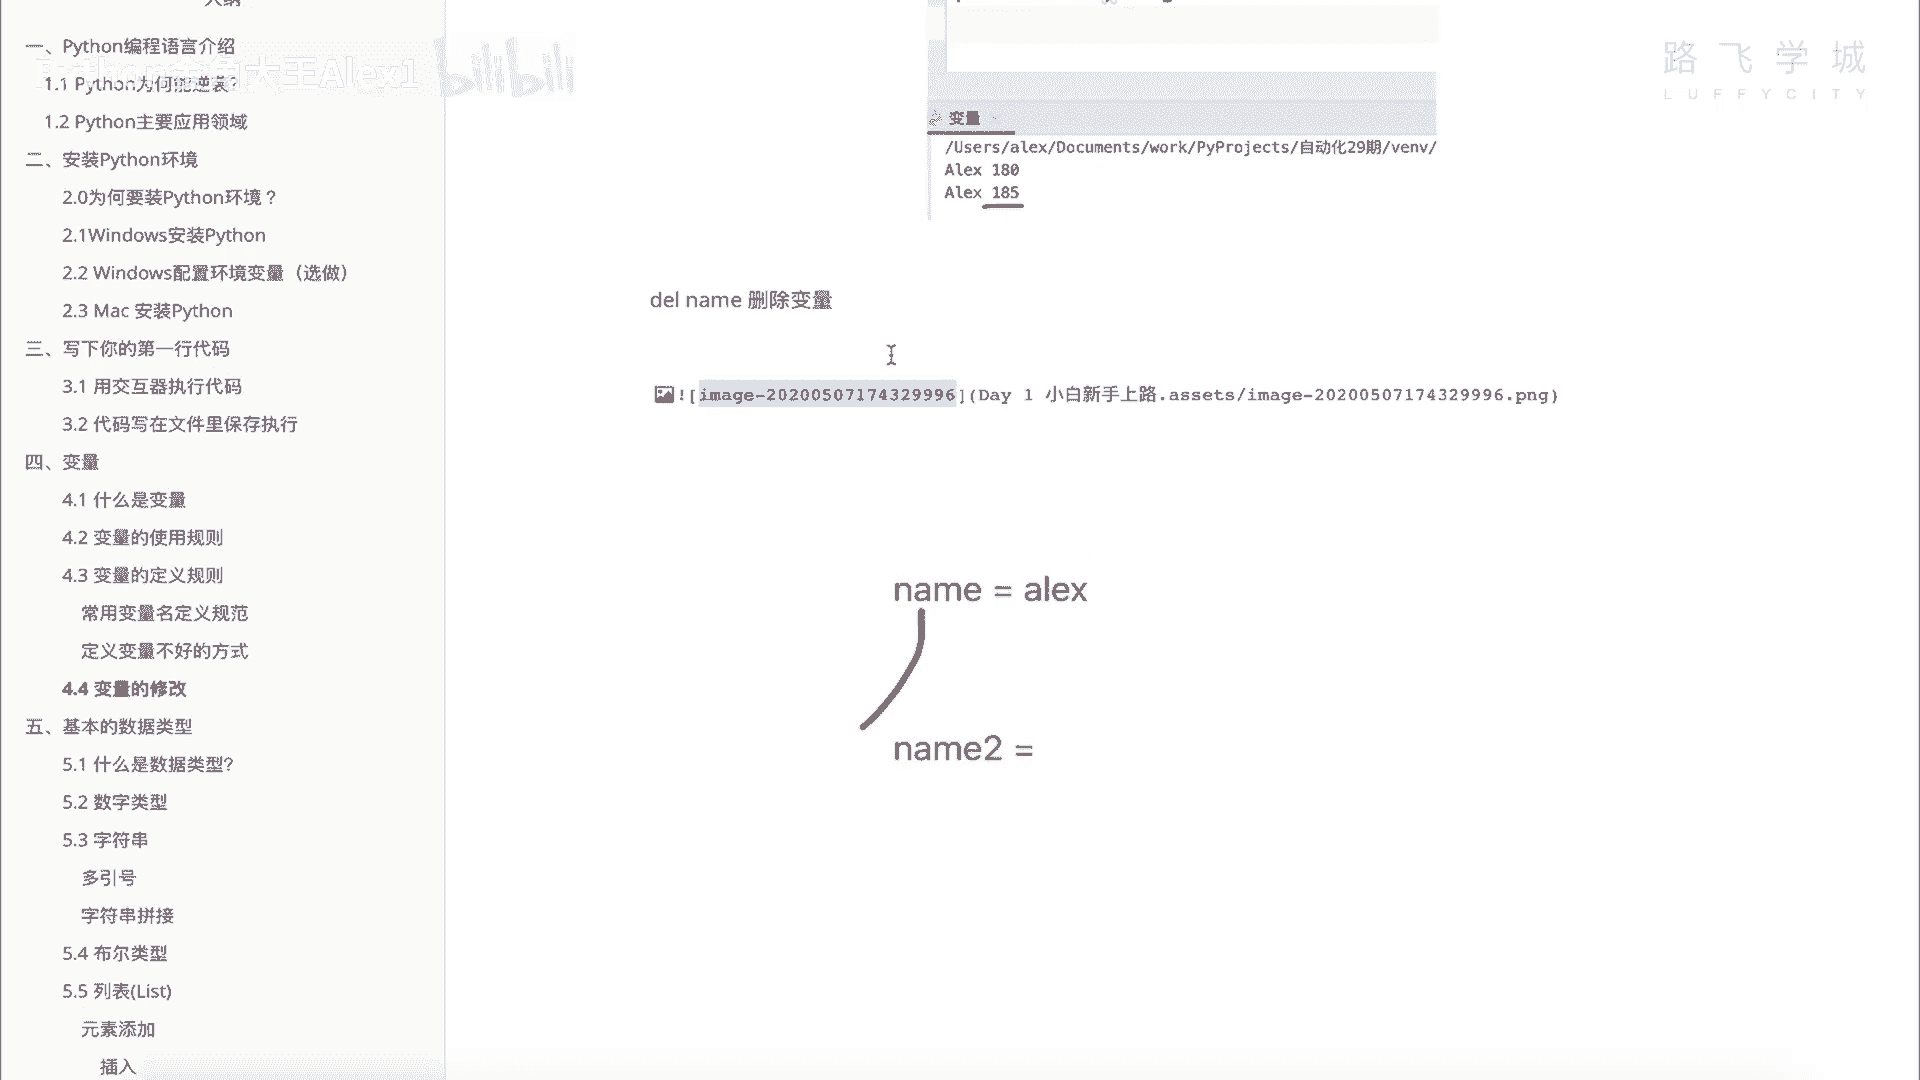 大纲
一、Python编程语言介绍
1.1 Python为何能逆袭?
1.2 Python主要应用领域
二、安装Python环境
2.0为何要装Python环境？
2.1Windows安装Python
2.2 Windows配置环境变量（选做）
2.3 Mac 安装Python
三、写下你的第一行代码
3.1 用交互器执行代码
3.2 代码写在文件里保存执行
四、变量
4.1 什么是变量
4.2 变量的使用规则
4.3 变量的定义规则
常用变量名定义规范
定义变量不好的方式
4.4 变量的修改
五、基本的数据类型
5.1 什么是数据类型?
5.2 数字类型
5.3 字符串
多引号
字符串拼接
5.4 布尔类型
5.5 列表(List)
元素添加
插入
bilibili
路飞学城
LUFFYCITY
变量
/Users/alex/Documents/work/PyProjects/自动化29期/venv/
Alex 180
Alex 185
del name 删除变量
![image-20200507174329996](Day 1 小白新手上路.assets/image-20200507174329996.png)
name = alex
name2 =